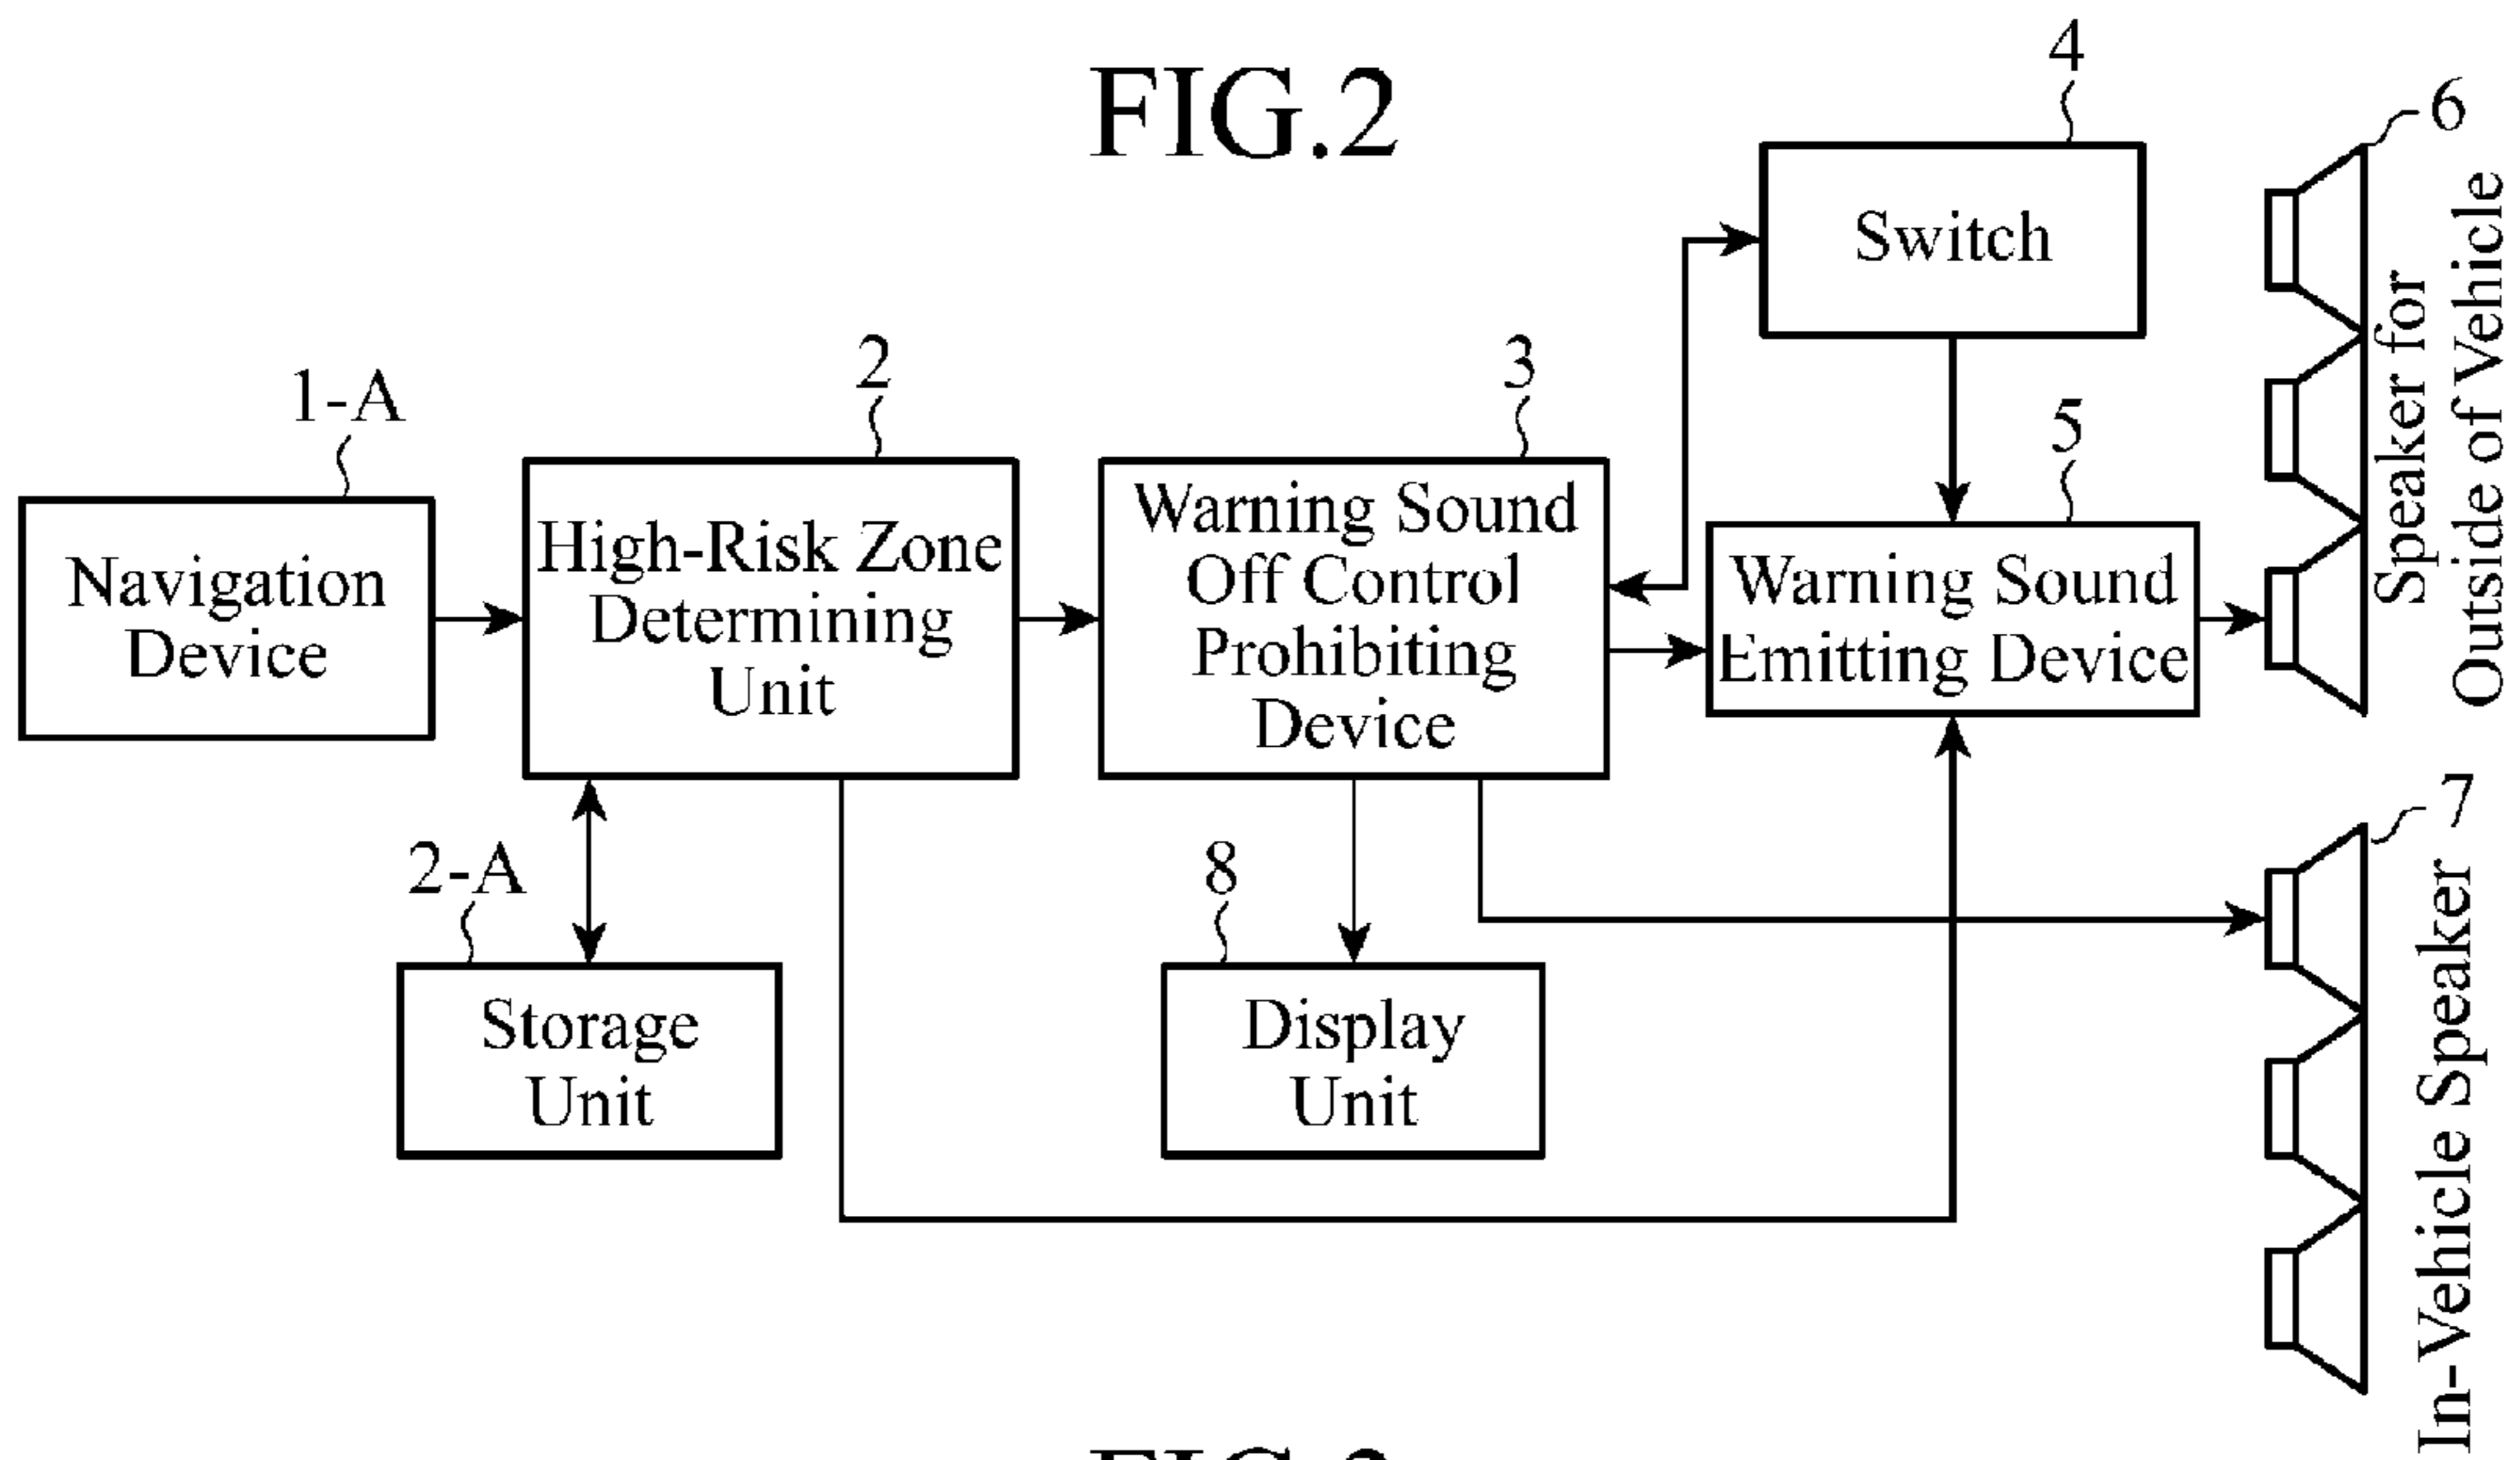 FIG.2
4
Switch
6
Speaker for
Outside of Vehicle
1-A
Navigation
Device
2
High-Risk Zone
Determining
Unit
3
Warning Sound
Off Control
Prohibiting
Device
5
Warning Sound
Emitting Device
2-A
Storage
Unit
8
Display
Unit
7
In-Vehicle Speaker